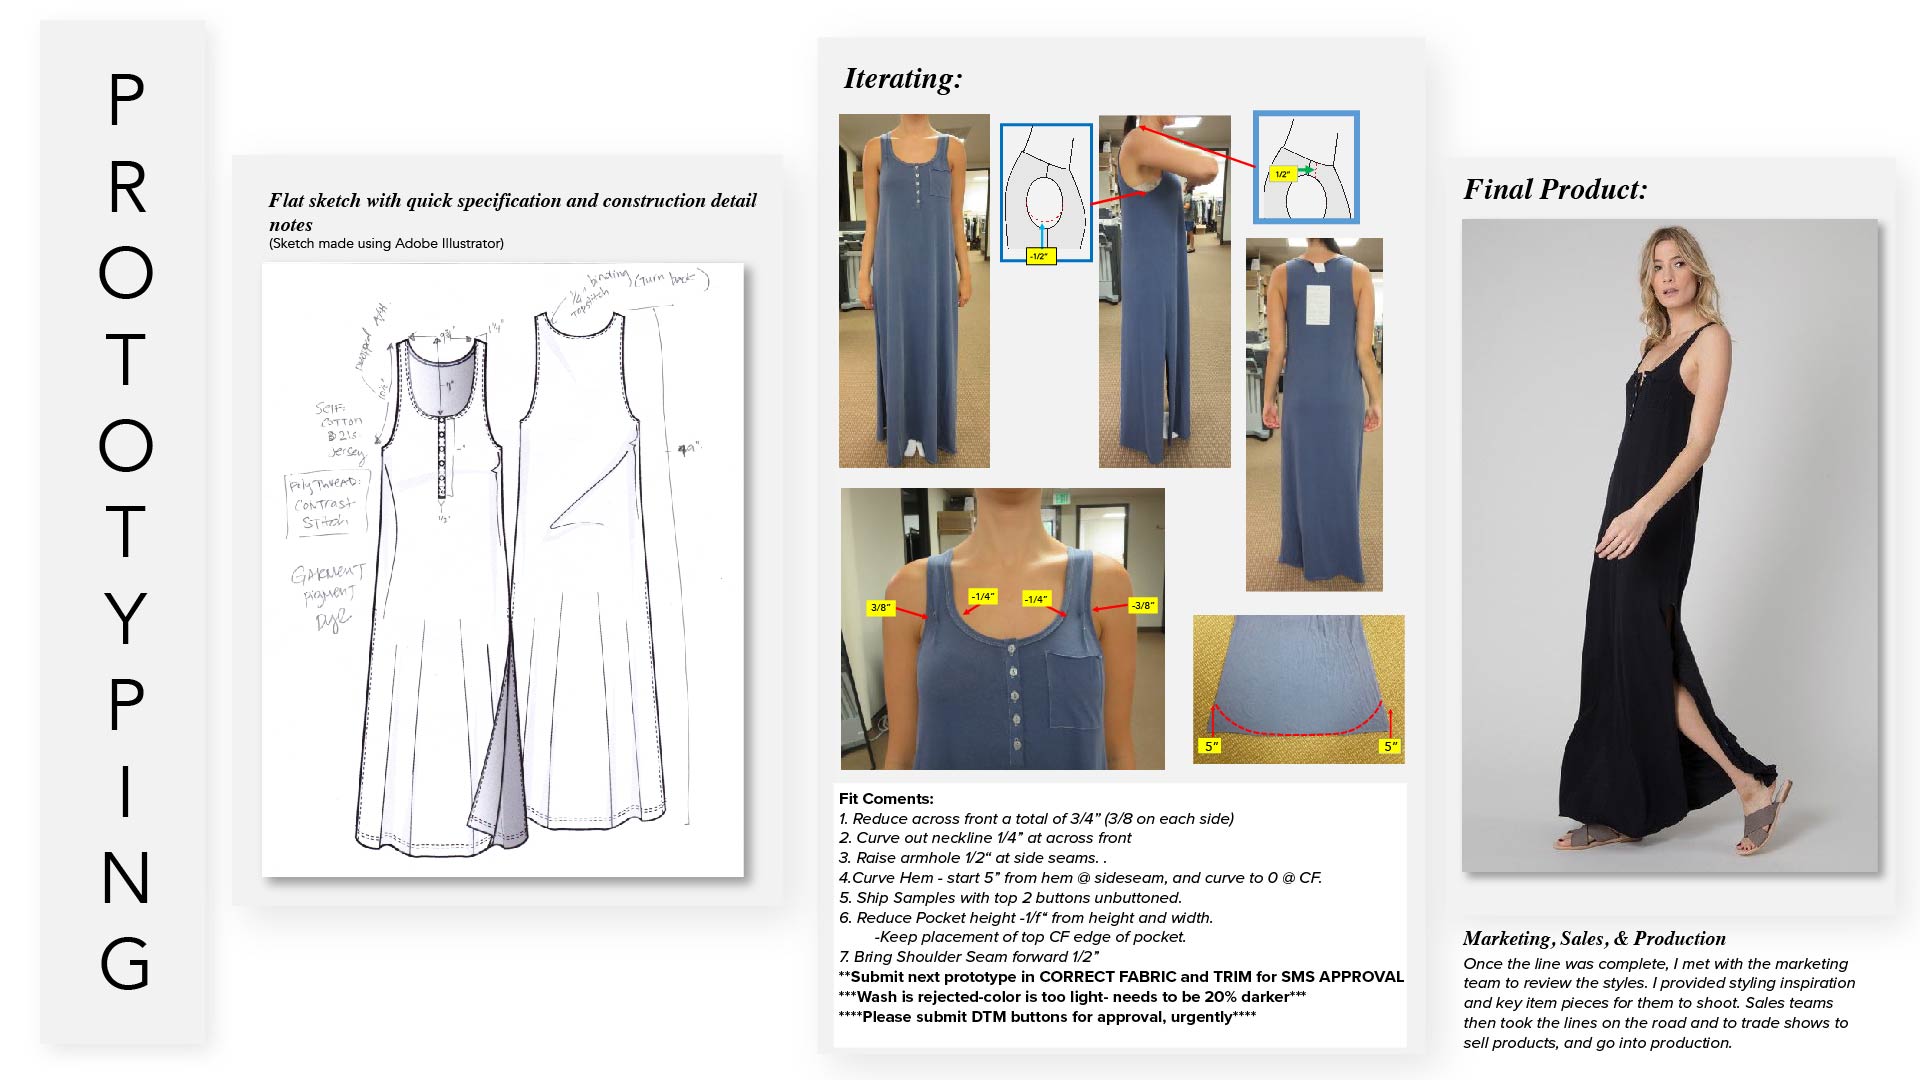 PROTOTYPING
Flat sketch with quick specification and construction detail
notes
(Sketch made using Adobe Illustrator)
1/4" binding (turn back)
Topstitch
9¾"
1¼"
7"
SELF:
COTTON
Jersey
Poly Thread:
Contrast
Stitch
1/2"
49"
GARMENT
Pigment
Dye
Iterating:
-1/2”
1/2”
3/8”
-1/4”
-1/4”
-3/8”
5”
5”
Fit Coments:
1. Reduce across front a total of 3/4” (3/8 on each side)
2. Curve out neckline 1/4” at across front
3. Raise armhole 1/2“ at side seams. .
4.Curve Hem - start 5” from hem @ sideseam, and curve to 0 @ CF.
5. Ship Samples with top 2 buttons unbuttoned.
6. Reduce Pocket height -1/f“ from height and width.
-Keep placement of top CF edge of pocket.
7. Bring Shoulder Seam forward 1/2”
**Submit next prototype in CORRECT FABRIC and TRIM for SMS APPROVAL
***Wash is rejected-color is too light- needs to be 20% darker***
****Please submit DTM buttons for approval, urgently****
Final Product:
Marketing, Sales, & Production
Once the line was complete, I met with the marketing
team to review the styles. I provided styling inspiration
and key item pieces for them to shoot. Sales teams
then took the lines on the road and to trade shows to
sell products, and go into production.